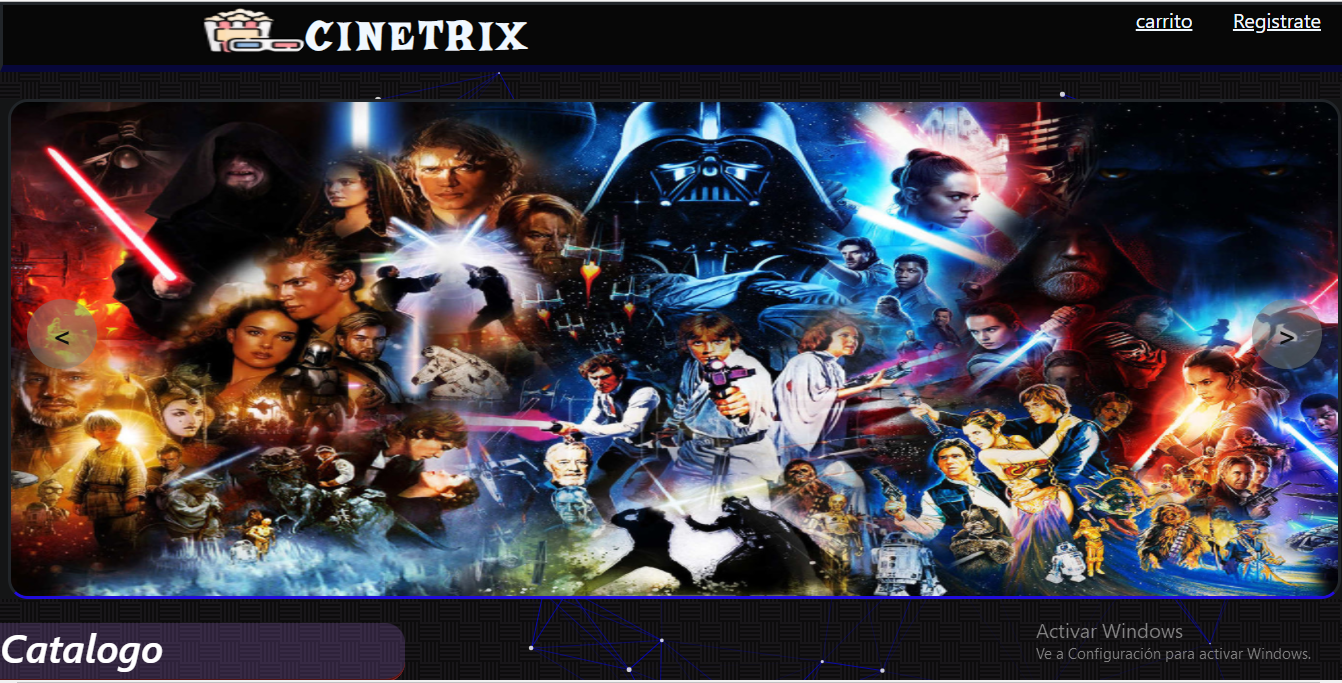 CINETRIX
carrito
Registrate
<
>
Catalogo
Activar Windows
Ve a Configuración para activar Windows.